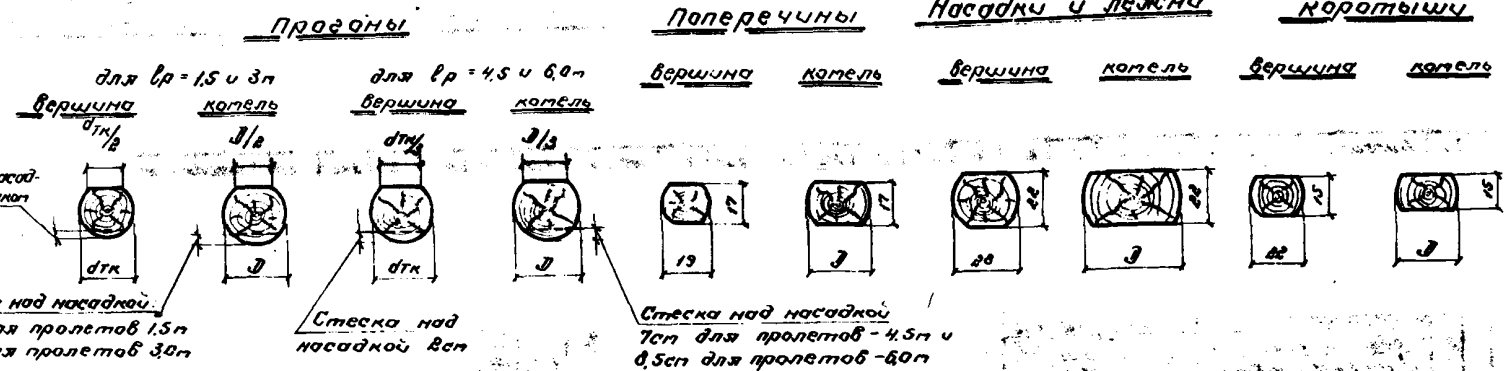 Прогоны Поперечины Насадки и лежни Коротыши
для lр = 1,5 и 3м для lр = 4,5 и 6,0м вершина комель вершина комель вершина комель
вершина комель вершина комель
dтк/2 D/2 D/3
17 17 22 22 15 15
dтк D dтк D 19 D 28 D 22 D
над насадкой
пролетов 1,5м
пролетов 3,0м
Стеска над
насадкой 2см
Стеска над насадкой
7см для пролетов - 4.5м и
8,5см для пролетов - 6,0м